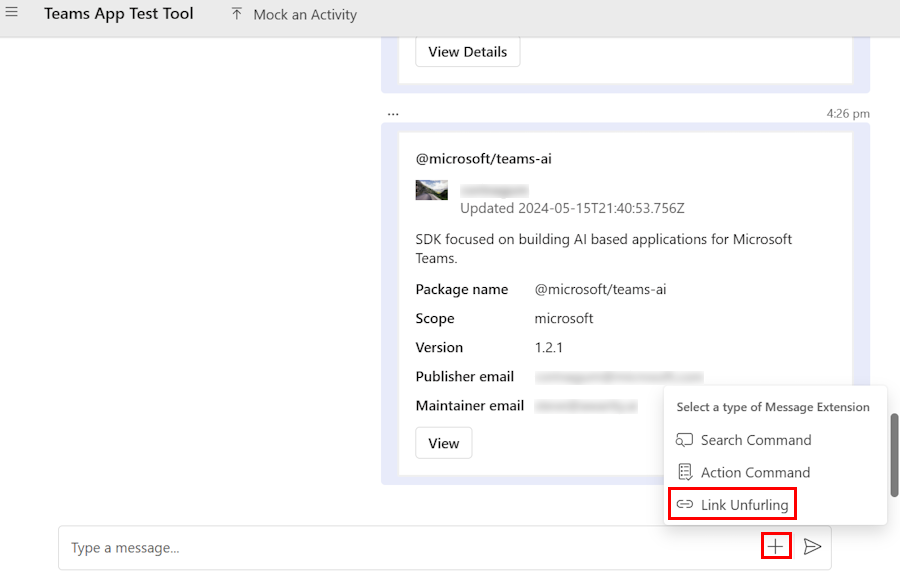 Teams App Test Tool
Mock an Activity
View Details
...
4:26 pm
@microsoft/teams-ai
Updated 2024-05-15T21:40:53.756Z
SDK focused on building AI based applications for Microsoft
Teams.
Package name @microsoft/teams-ai
Scope microsoft
Version 1.2.1
Publisher email
Maintainer email
View
Select a type of Message Extension
Search Command
Action Command
Link Unfurling
Type a message...